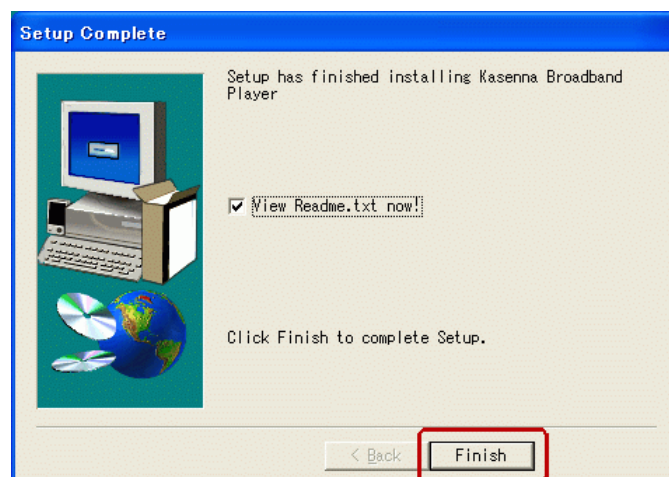 Setup Complete
Setup has finished installing Kasenna Broadband
Player
View Readme.txt now!
Click Finish to complete Setup.
< Back
Finish